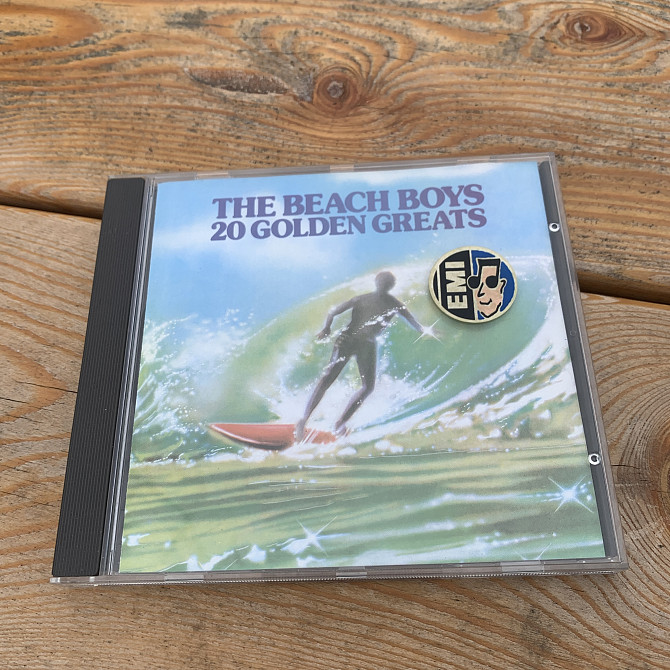 THE BEACH BOYS
20 GOLDEN GREATS
EMI